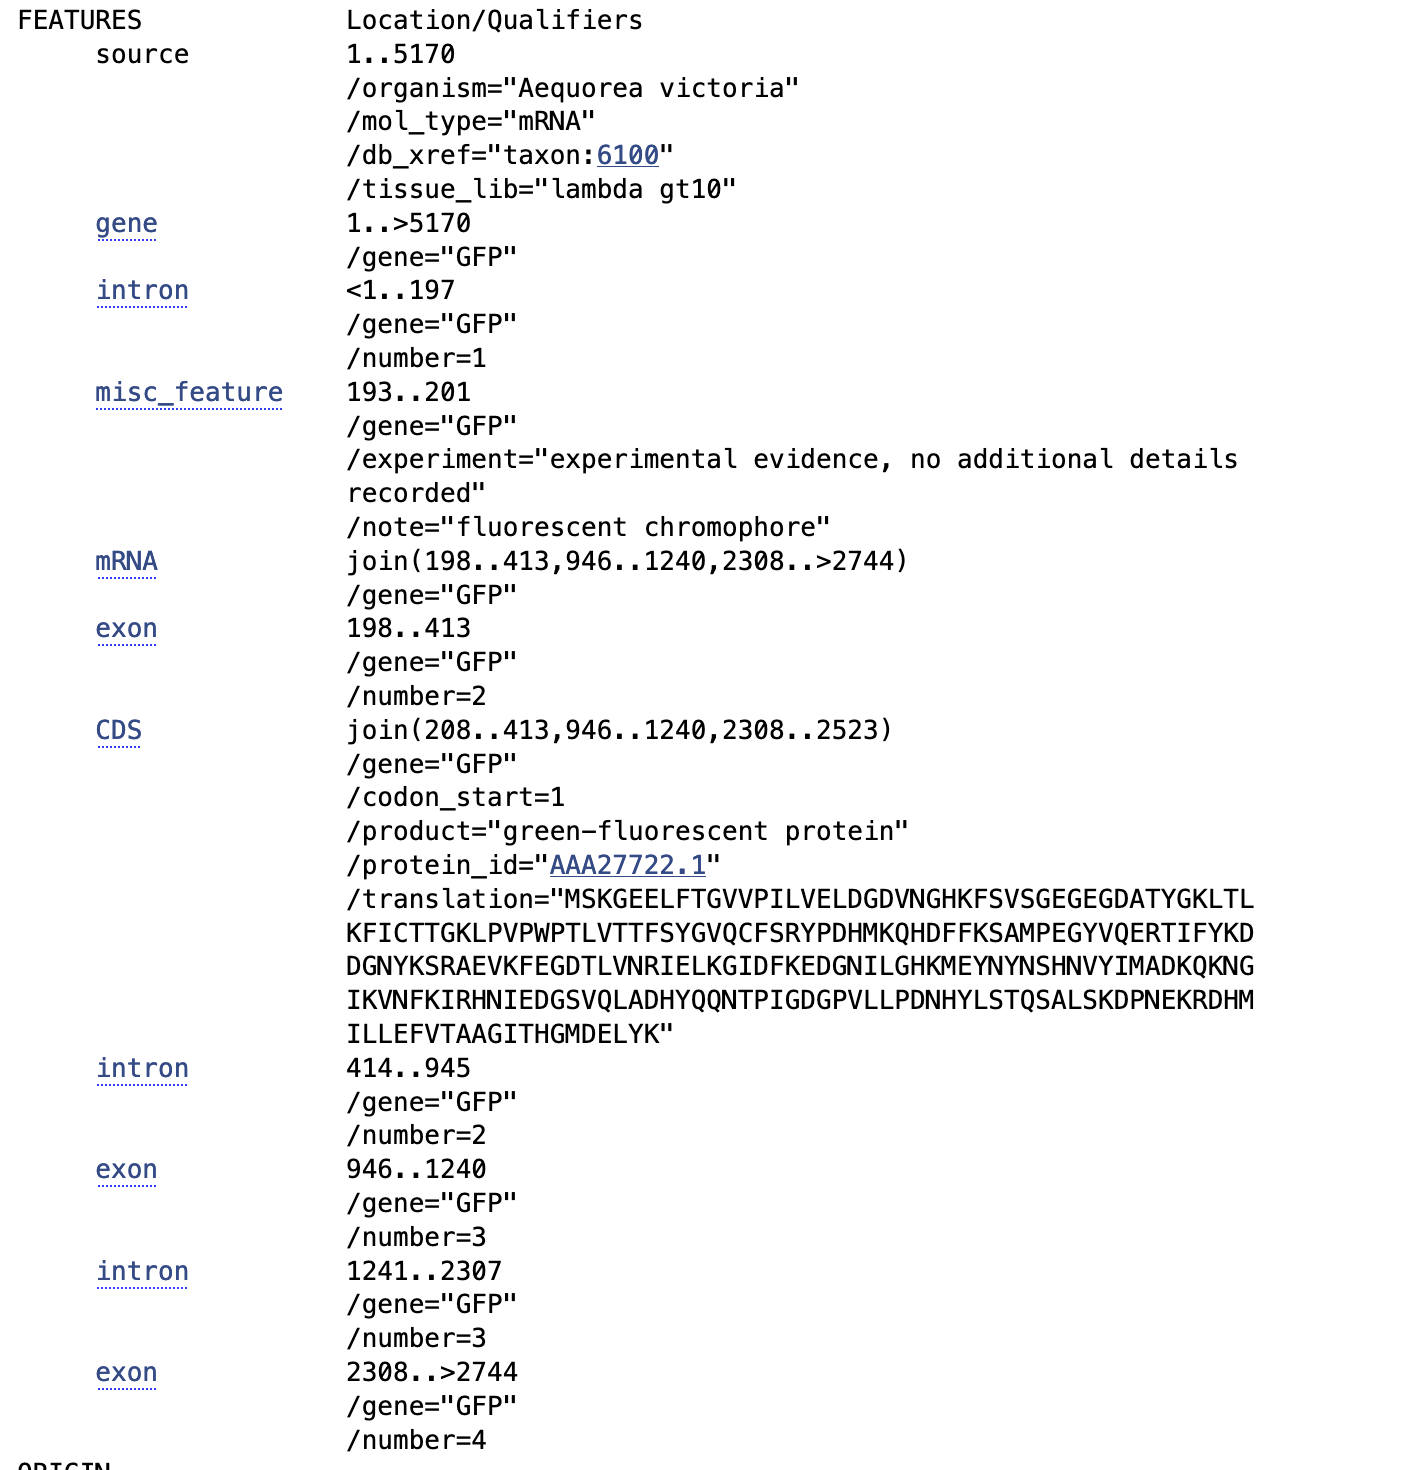 FEATURES Location/Qualifiers
source 1..5170
/organism="Aequorea victoria"
/mol_type="mRNA"
/db_xref="taxon:6100"
/tissue_lib="lambda gt10"
gene 1..>5170
/gene="GFP"
intron <1..197
/gene="GFP"
/number=1
misc_feature 193..201
/gene="GFP"
/experiment="experimental evidence, no additional details
recorded"
/note="fluorescent chromophore"
mRNA join(198..413,946..1240,2308..>2744)
/gene="GFP"
exon 198..413
/gene="GFP"
/number=2
CDS join(208..413,946..1240,2308..2523)
/gene="GFP"
/codon_start=1
/product="green-fluorescent protein"
/protein_id="AAA27722.1"
/translation="MSKGEELFTGVVPILVELDGDVNGHKFSVSGEGEGDATYGKLTL
KFICTTGKLPVPWPTLVTTFSYGVQCFSRYPDHMKQHDFFKSAMPEGYVQERTIFYKD
DGNYKSRAEVKFEGDTLVNRIELKGIDFKEDGNILGHKMEYNYNSHNVYIMADKQKNG
IKVNFKIRHNIEDGSVQLADHYQQNTPIGDGPVLLPDNHYLSTQSALSKDPNEKRDHM
ILLEFVTAAGITHGMDELYK"
intron 414..945
/gene="GFP"
/number=2
exon 946..1240
/gene="GFP"
/number=3
intron 1241..2307
/gene="GFP"
/number=3
exon 2308..>2744
/gene="GFP"
/number=4
ORIGIN